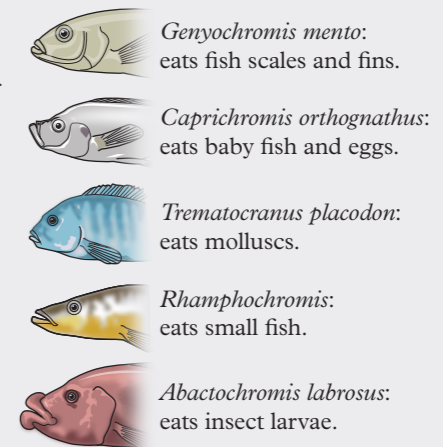 Genyochromis mento:
eats fish scales and fins.
Caprichromis orthognathus:
eats baby fish and eggs.
Trematocranus placodon:
eats molluscs.
Rhamphochromis:
eats small fish.
Abactochromis labrosus:
eats insect larvae.